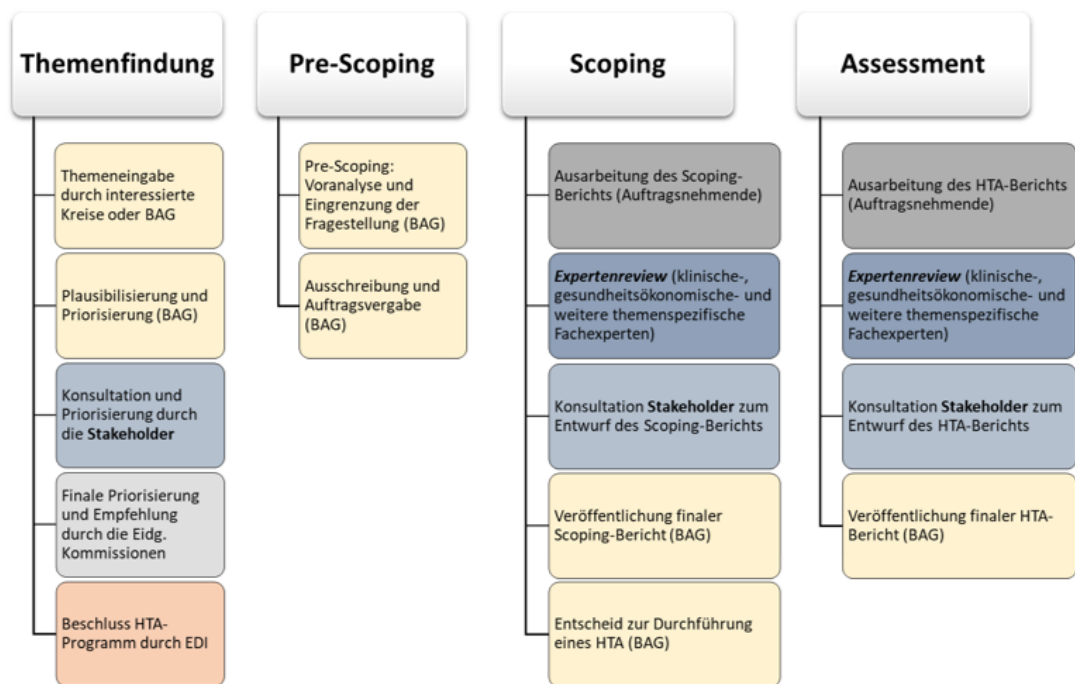 Themenfindung
Themeneingabe
durch interessierte
Kreise oder BAG
Plausibilisierung und
Priorisierung (BAG)
Konsultation und
Priorisierung durch
die Stakeholder
Finale Priorisierung
und Empfehlung
durch die Eidg.
Kommissionen
Beschluss HTA-
Programm durch EDI
Pre-Scoping
Pre-Scoping:
Voranalyse und
Eingrenzung der
Fragestellung (BAG)
Ausschreibung und
Auftragsvergabe
(BAG)
Scoping
Ausarbeitung des Scoping-
Berichts (Auftragsnehmende)
Expertenreview (klinische-,
gesundheitsökonomische- und
weitere themenspezifische
Fachexperten)
Konsultation Stakeholder zum
Entwurf des Scoping-Berichts
Veröffentlichung finaler
Scoping-Bericht (BAG)
Entscheid zur Durchführung
eines HTA (BAG)
Assessment
Ausarbeitung des HTA-Berichts
(Auftragsnehmende)
Expertenreview (klinische-,
gesundheitsökonomische- und
weitere themenspezifische
Fachexperten)
Konsultation Stakeholder zum
Entwurf des HTA-Berichts
Veröffentlichung finaler HTA-
Bericht (BAG)